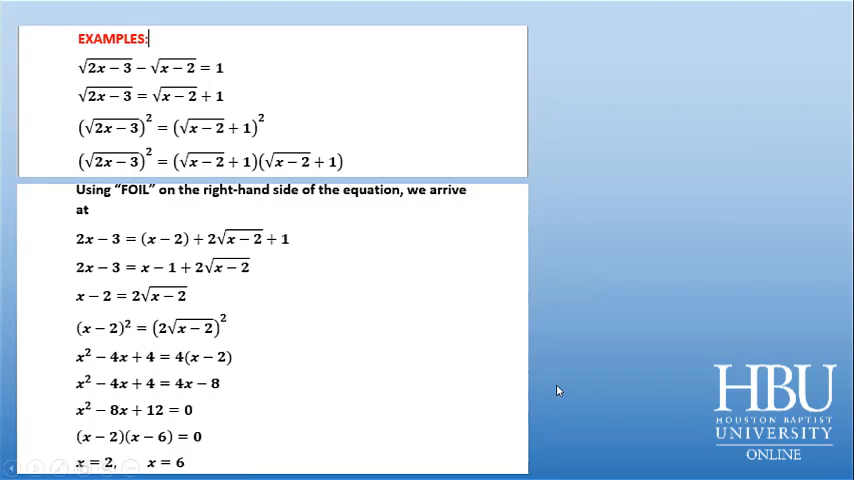 EXAMPLES:
√(2x − 3) − √(x − 2) = 1
√(2x − 3) = √(x − 2) + 1
(√(2x − 3))² = (√(x − 2) + 1)²
(√(2x − 3))² = (√(x − 2) + 1)(√(x − 2) + 1)
Using “FOIL” on the right-hand side of the equation, we arrive
at
2x − 3 = (x − 2) + 2√(x − 2) + 1
2x − 3 = x − 1 + 2√(x − 2)
x − 2 = 2√(x − 2)
(x − 2)² = (2√(x − 2))²
x² − 4x + 4 = 4(x − 2)
x² − 4x + 4 = 4x − 8
x² − 8x + 12 = 0
(x − 2)(x − 6) = 0
x = 2, x = 6
HBU
HOUSTON BAPTIST
UNIVERSITY
ONLINE